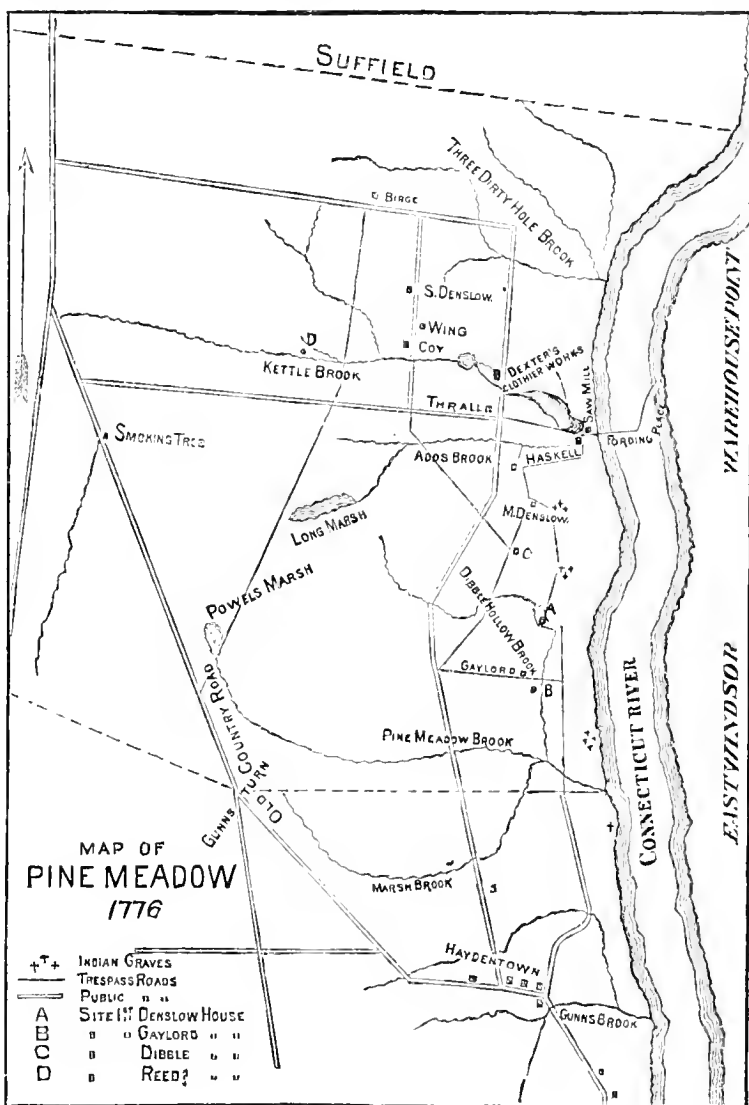 SUFFIELD
THREE DIRTY HOLE BROOK
BIRGE
S. DENSLOW.
WING
COY
D
KETTLE BROOK
DEXTER'S
CLOTHIER WORKS
SAW MILL
THRALL
FORDING PLACE
WAREHOUSE POINT
SMOKING TREE
ADDS BROOK
HASKELL
M. DENSLOW.
LONG MARSH
C
POWELS MARSH
DIBBLE HOLLOW BROOK
A
GAYLORD
B
OLD COUNTRY ROAD
PINE MEADOW BROOK
CONNECTICUT RIVER
EAST WINDSOR
GUNNS TURN
MARSH BROOK
S
HAYDENTOWN
GUNNS BROOK
MAP OF
PINE MEADOW
1776
INDIAN GRAVES
TRESPASS ROADS
PUBLIC " "
A SITE 1ST DENSLOW HOUSE
B " " GAYLORD " "
C " DIBBLE " "
D " REED? " "